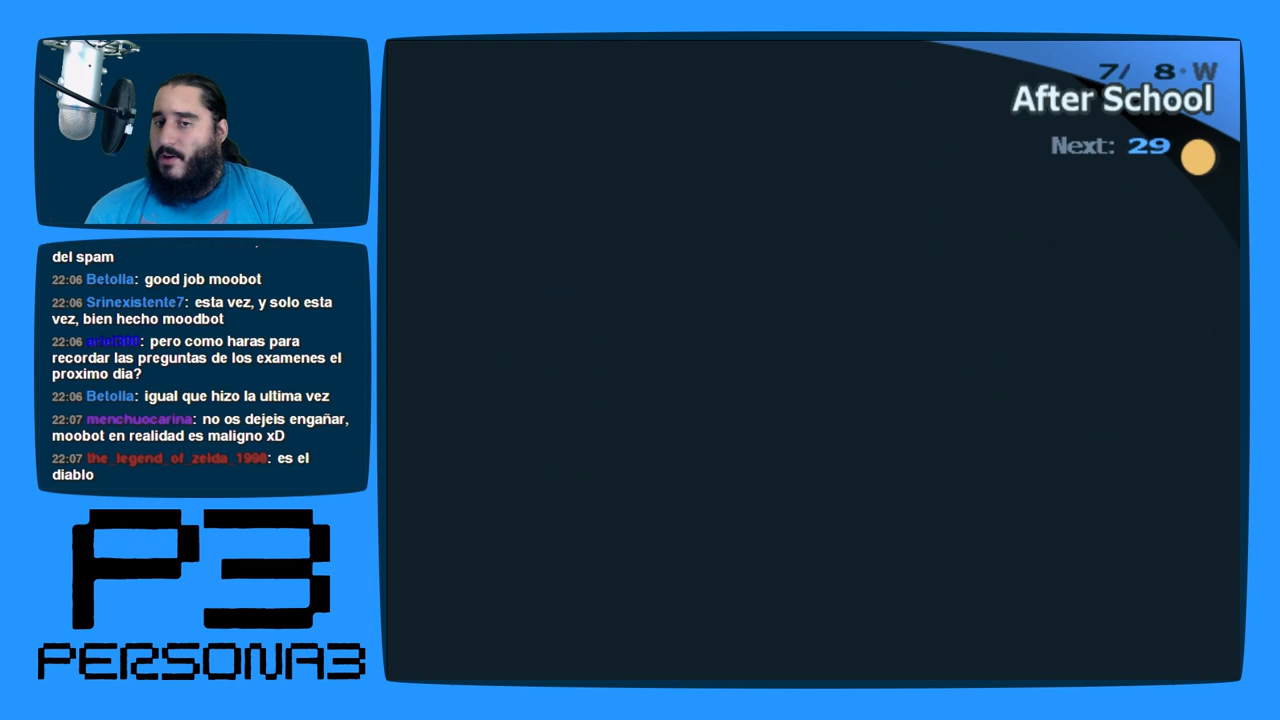 7/ 8·W
After School
Next: 29
del spam
22:06 Betolla: good job moobot
22:06 Srinexistente7: esta vez, y solo esta
vez, bien hecho moodbot
22:06 : pero como haras para
recordar las preguntas de los examenes el
proximo dia?
22:06 Betolla: igual que hizo la ultima vez
22:07 menchuocarina: no os dejeis engañar,
moobot en realidad es maligno xD
22:07 the_legend_of_zelda_1998: es el
diablo
P3
PERSONA3